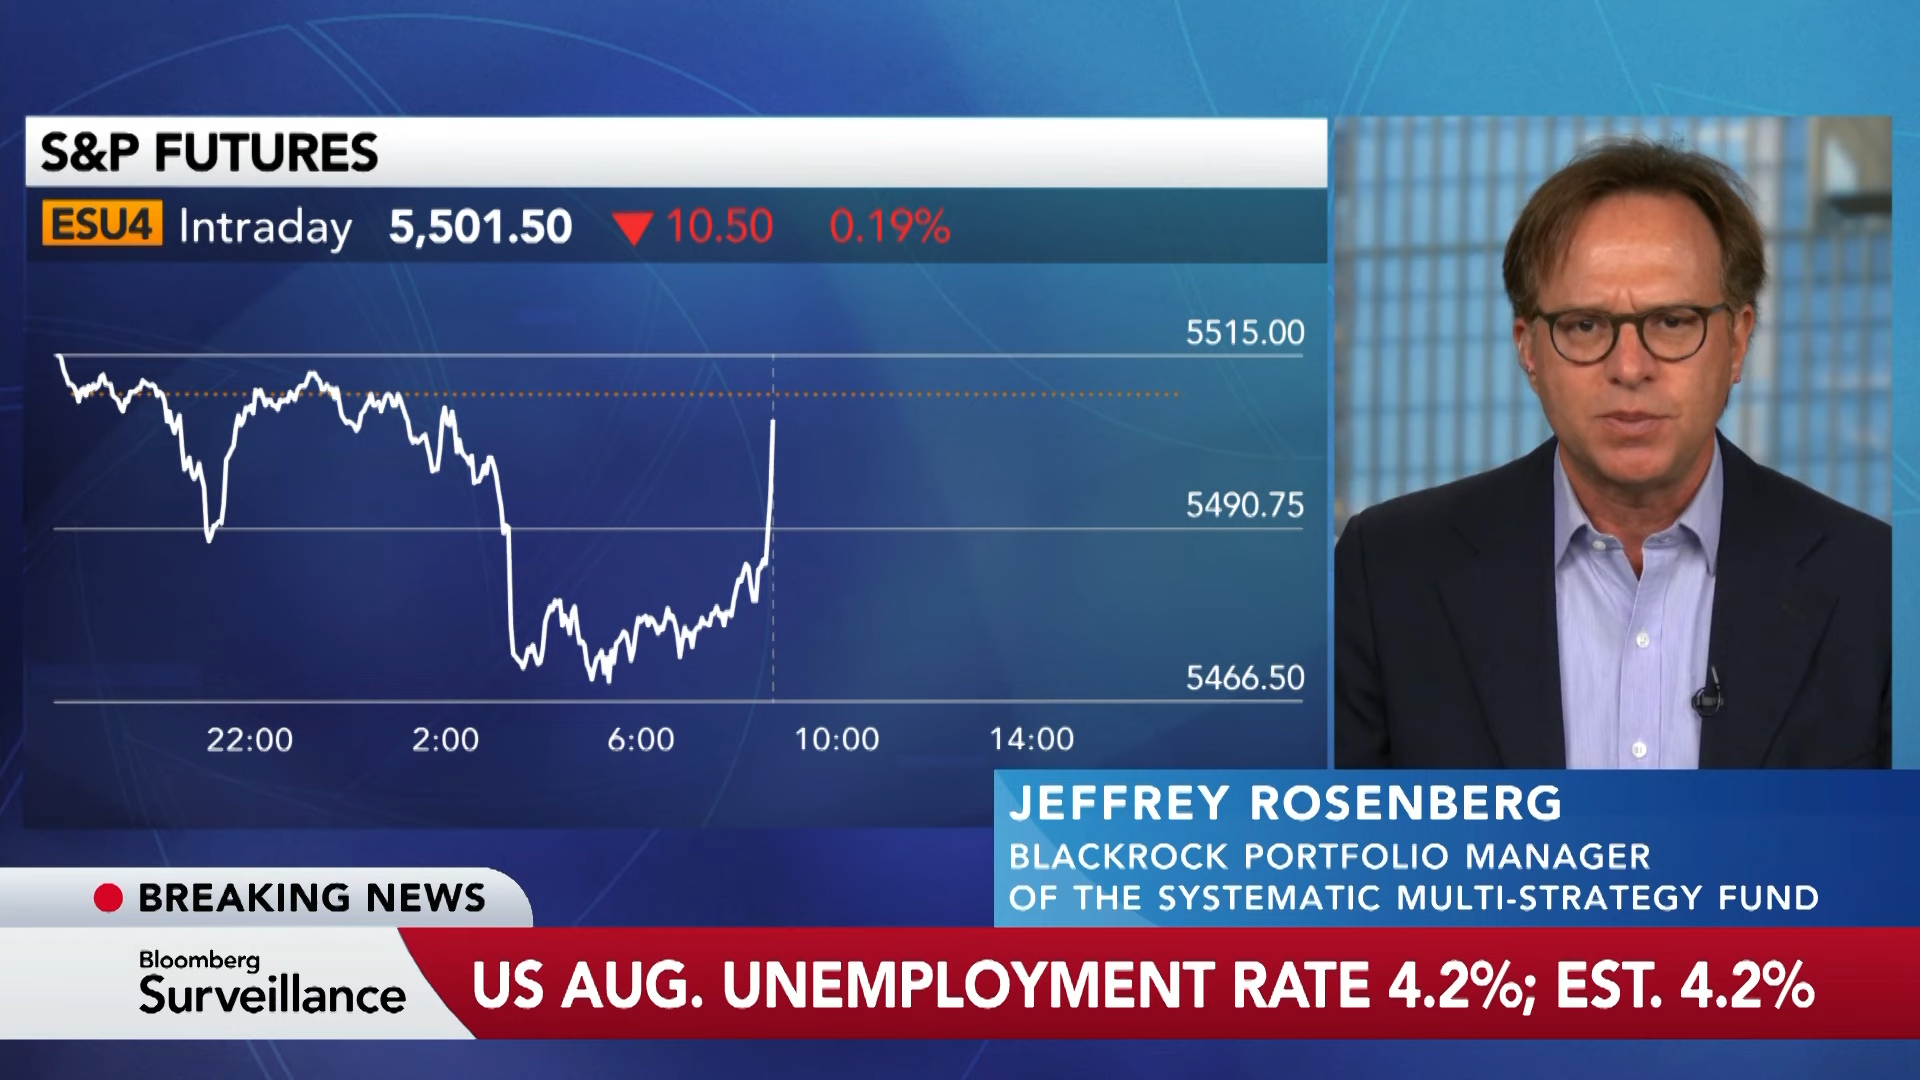 S&P FUTURES
ESU4 Intraday 5,501.50 ▼ 10.50 0.19%
5515.00
5490.75
5466.50
22:00 2:00 6:00 10:00 14:00
JEFFREY ROSENBERG
BLACKROCK PORTFOLIO MANAGER
OF THE SYSTEMATIC MULTI-STRATEGY FUND
BREAKING NEWS
Bloomberg
Surveillance
US AUG. UNEMPLOYMENT RATE 4.2%; EST. 4.2%